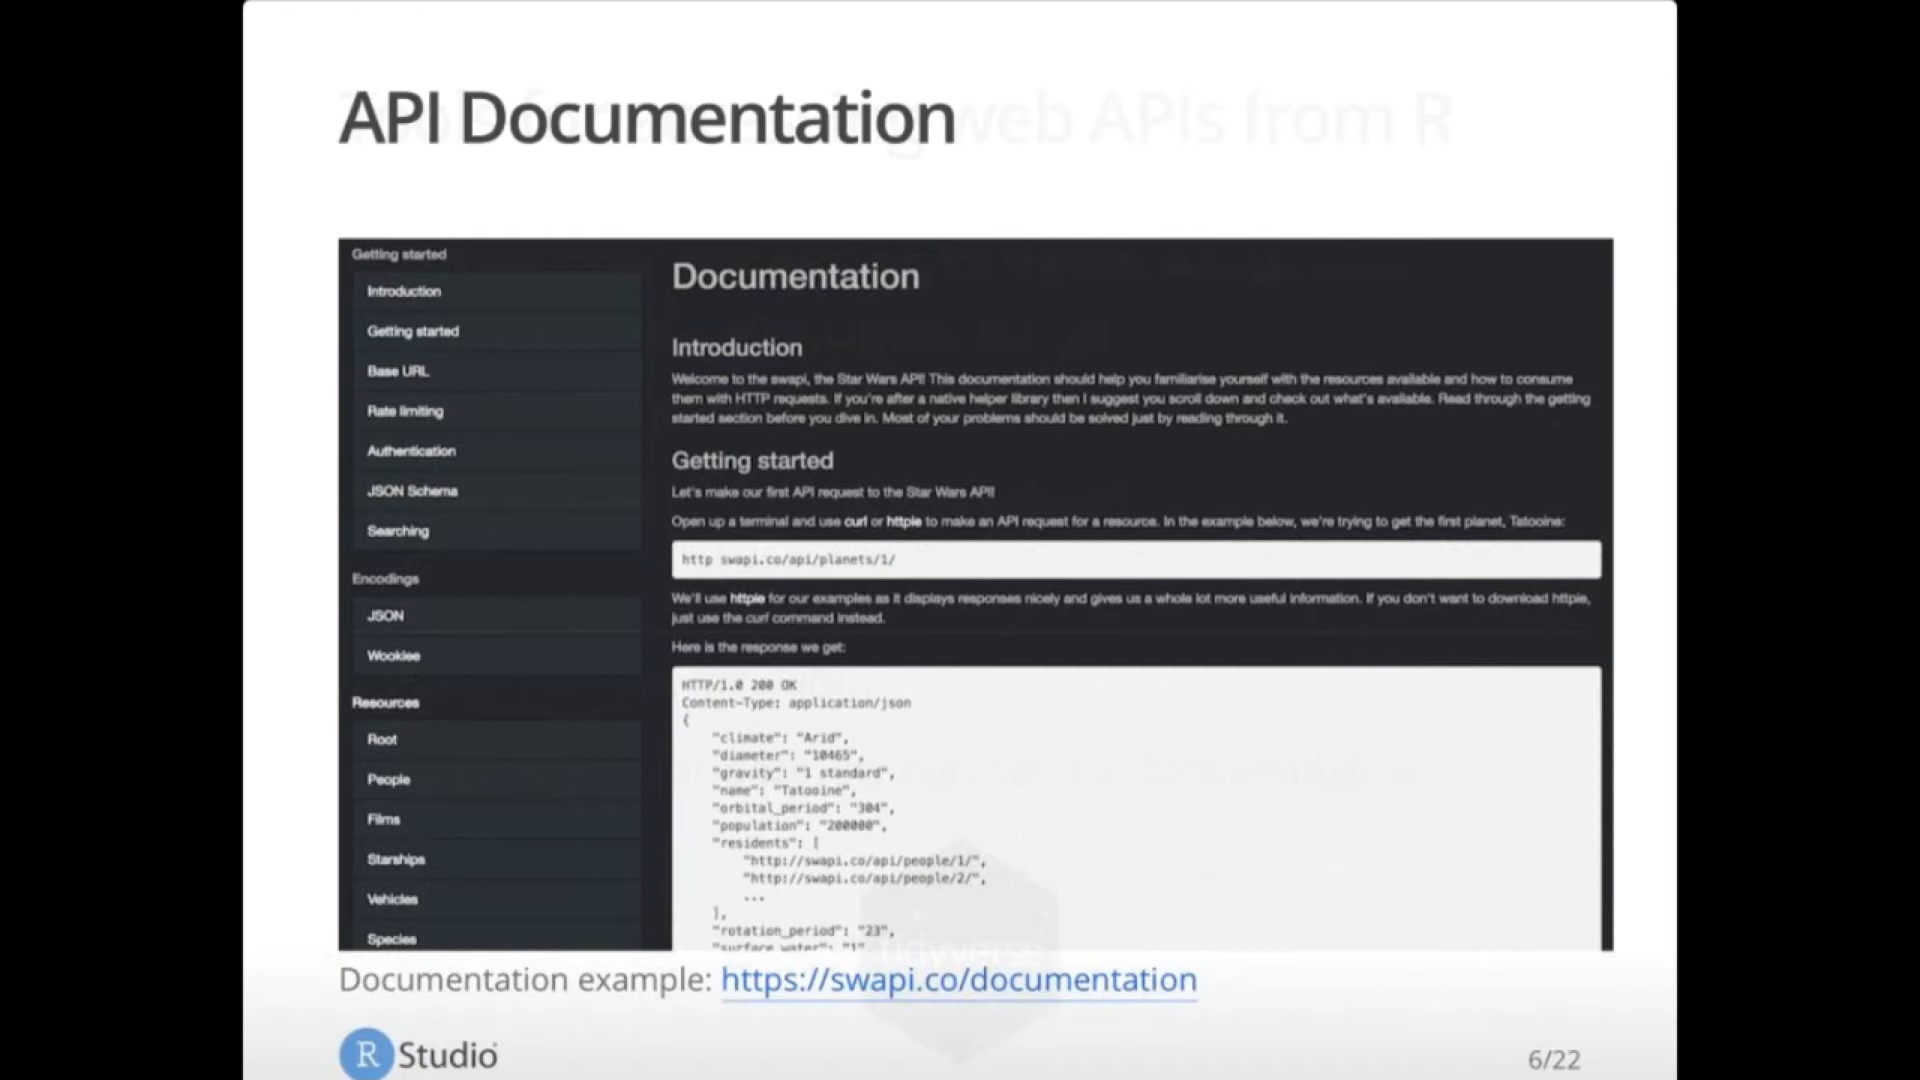 API Documentation
web APIs from R
Getting started
Introduction
Getting started
Base URL
Rate limiting
Authentication
JSON Schema
Searching
Encodings
JSON
Wookiee
Resources
Root
People
Films
Starships
Vehicles
Species
Documentation
Introduction
Welcome to the swapi, the Star Wars API! This documentation should help you familiarise yourself with the resources available and how to consume
them with HTTP requests. If you're after a native helper library then I suggest you scroll down and check out what's available. Read through the getting
started section before you dive in. Most of your problems should be solved just by reading through it.
Getting started
Let's make our first API request to the Star Wars API!
Open up a terminal and use curl or httpie to make an API request for a resource. In the example below, we're trying to get the first planet, Tatooine:
http swapi.co/api/planets/1/
We'll use httpie for our examples as it displays responses nicely and gives us a whole lot more useful information. If you don't want to download httpie,
just use the curl command instead.
Here is the response we get:
HTTP/1.0 200 OK
Content-Type: application/json
{
"climate": "Arid",
"diameter": "10465",
"gravity": "1 standard",
"name": "Tatooine",
"orbital_period": "304",
"population": "200000",
"residents": [
"http://swapi.co/api/people/1/",
"http://swapi.co/api/people/2/",
...
],
"rotation_period": "23",
"surface_water": "1",
tidyverse
Documentation example: https://swapi.co/documentation
R Studio
6/22